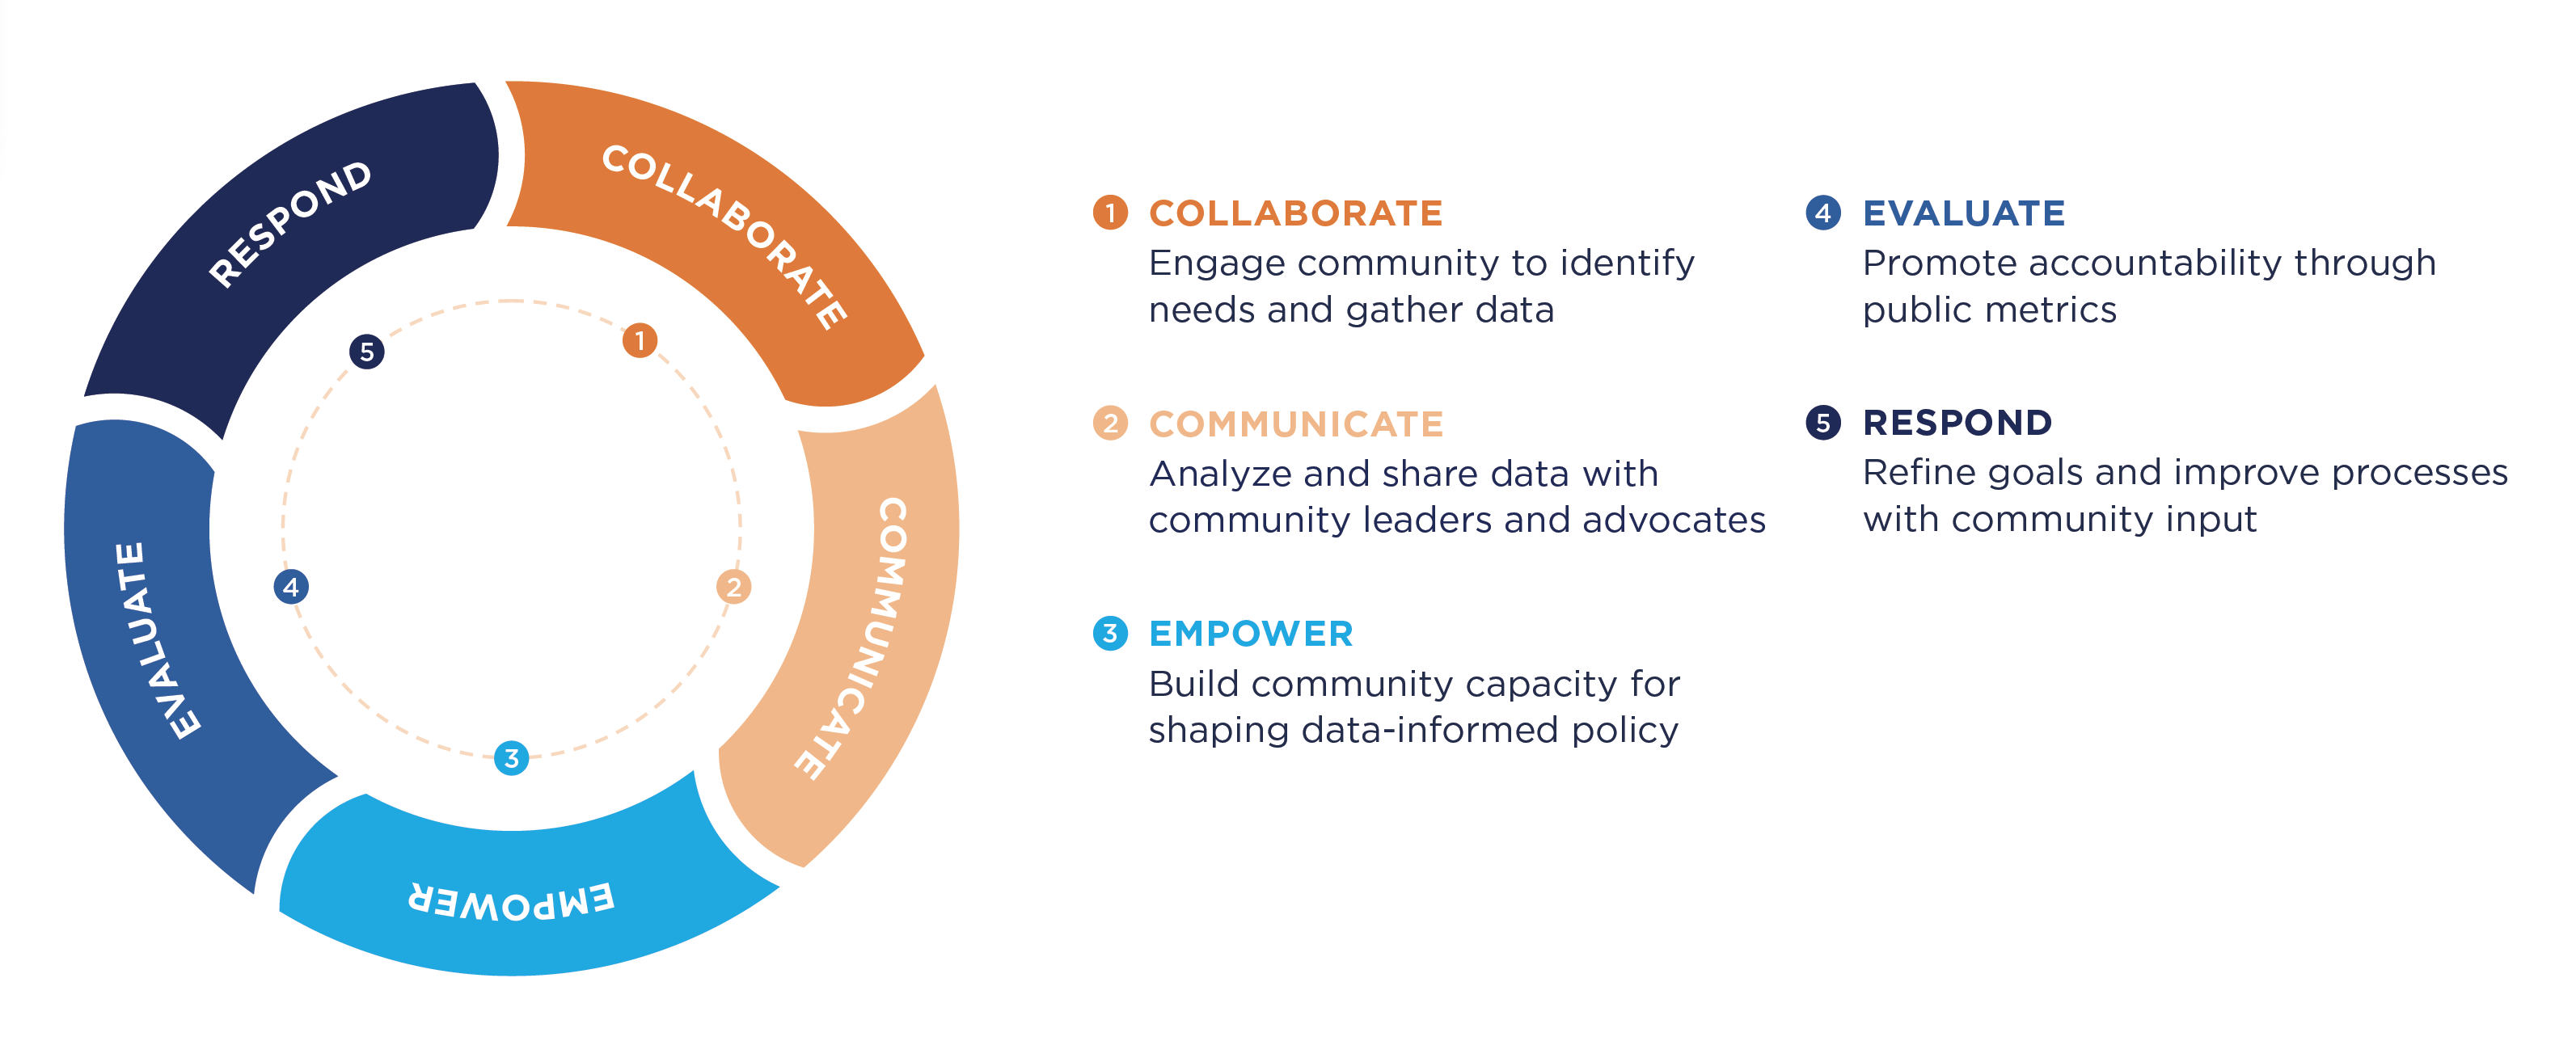 RESPOND
COLLABORATE
COMMUNICATE
EMPOWER
EVALUATE
1
2
3
4
5
1 COLLABORATE
Engage community to identify
needs and gather data
2 COMMUNICATE
Analyze and share data with
community leaders and advocates
3 EMPOWER
Build community capacity for
shaping data-informed policy
4 EVALUATE
Promote accountability through
public metrics
5 RESPOND
Refine goals and improve processes
with community input